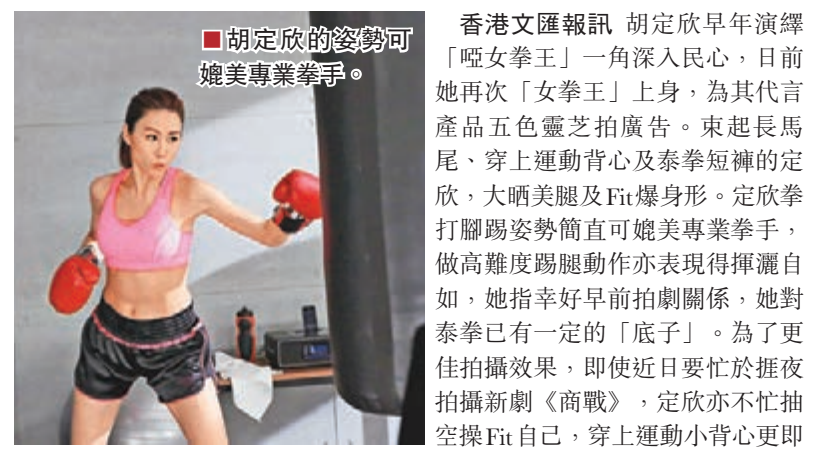 ■胡定欣的姿勢可
媲美專業拳手。
香港文匯報訊 胡定欣早年演繹
「啞女拳王」一角深入民心，日前
她再次「女拳王」上身，為其代言
產品五色靈芝拍廣告。束起長馬
尾、穿上運動背心及泰拳短褲的定
欣，大晒美腿及Fit爆身形。定欣拳
打腳踢姿勢簡直可媲美專業拳手，
做高難度踢腿動作亦表現得揮灑自
如，她指幸好早前拍劇關係，她對
泰拳已有一定的「底子」。為了更
佳拍攝效果，即使近日要忙於捱夜
拍攝新劇《商戰》，定欣亦不忘抽
空操Fit自己，穿上運動小背心更即